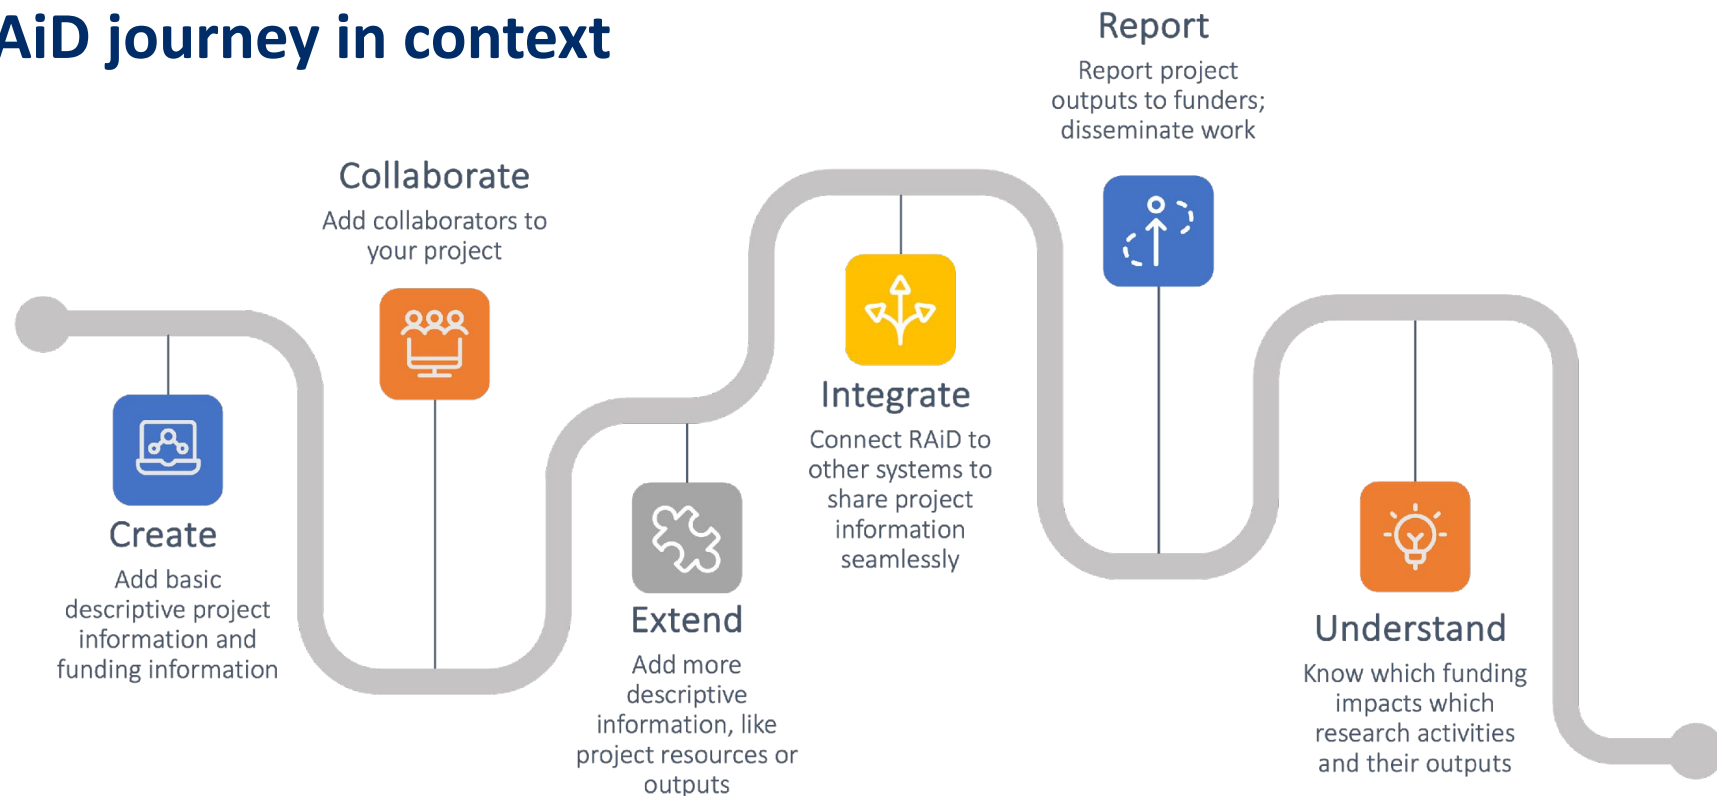 AiD journey in context
Report
Report project
outputs to funders;
disseminate work
Collaborate
Add collaborators to
your project
Create
Add basic
descriptive project
information and
funding information
Extend
Add more
descriptive
information, like
project resources or
outputs
Integrate
Connect RAiD to
other systems to
share project
information
seamlessly
Understand
Know which funding
impacts which
research activities
and their outputs